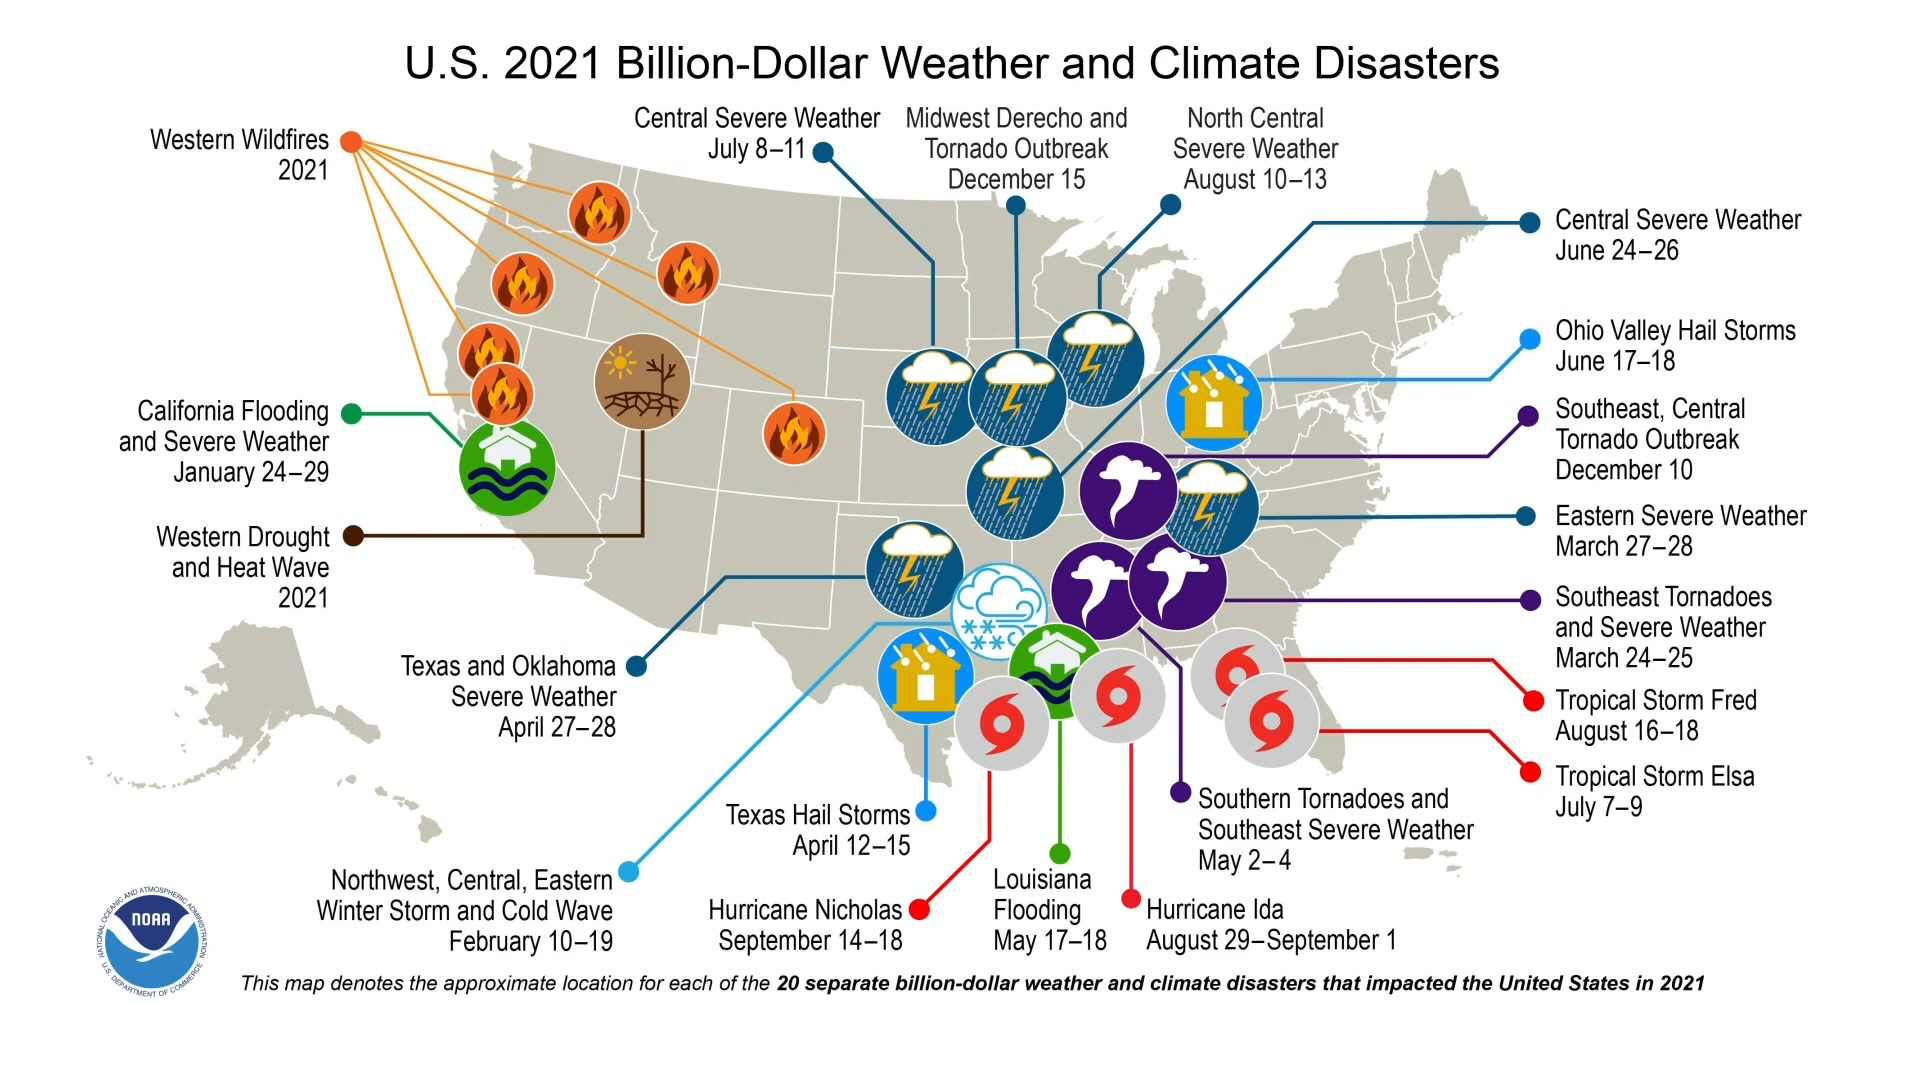 U.S. 2021 Billion-Dollar Weather and Climate Disasters
Western Wildfires
2021
Central Severe Weather
July 8–11
Midwest Derecho and
Tornado Outbreak
December 15
North Central
Severe Weather
August 10–13
Central Severe Weather
June 24–26
Ohio Valley Hail Storms
June 17–18
Southeast, Central
Tornado Outbreak
December 10
Eastern Severe Weather
March 27–28
Southeast Tornadoes
and Severe Weather
March 24–25
Tropical Storm Fred
August 16–18
Tropical Storm Elsa
July 7–9
California Flooding
and Severe Weather
January 24–29
Western Drought
and Heat Wave
2021
Texas and Oklahoma
Severe Weather
April 27–28
Texas Hail Storms
April 12–15
Northwest, Central, Eastern
Winter Storm and Cold Wave
February 10–19
Hurricane Nicholas
September 14–18
Louisiana
Flooding
May 17–18
Hurricane Ida
August 29–September 1
Southern Tornadoes and
Southeast Severe Weather
May 2–4
NATIONAL OCEANIC AND ATMOSPHERIC ADMINISTRATION
NOAA
U.S. DEPARTMENT OF COMMERCE
This map denotes the approximate location for each of the 20 separate billion-dollar weather and climate disasters that impacted the United States in 2021